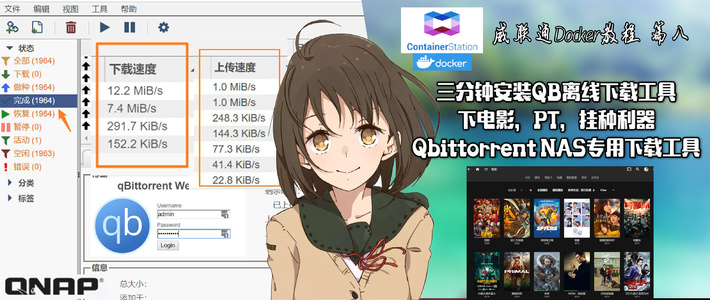 文件 编辑 视图 工具 帮助
状态
全部 (1964)
下载 (0)
做种 (1964)
完成 (1964)
恢复 (1964)
暂停 (0)
活动 (1)
空闲 (1963)
错误 (0)
分类
标签
QNAP
下载速度
12.2 MiB/s
7.4 MiB/s
291.7 KiB/s
152.2 KiB/s
上传速度
1.0 MiB/s
1.0 MiB/s
248.3 KiB/s
144.3 KiB/s
77.3 KiB/s
41.4 KiB/s
22.8 KiB/s
qBittorrent We
qb
Username
admin
Password
Login
信息
总大小:
添加于:
ContainerStation
docker
威联通Docker教程 第八
三分钟安装QB离线下载工具
下电影，PT，挂种利器
Qbittorrent NAS专用下载工具
SPY×FAMILY
PRIMAL